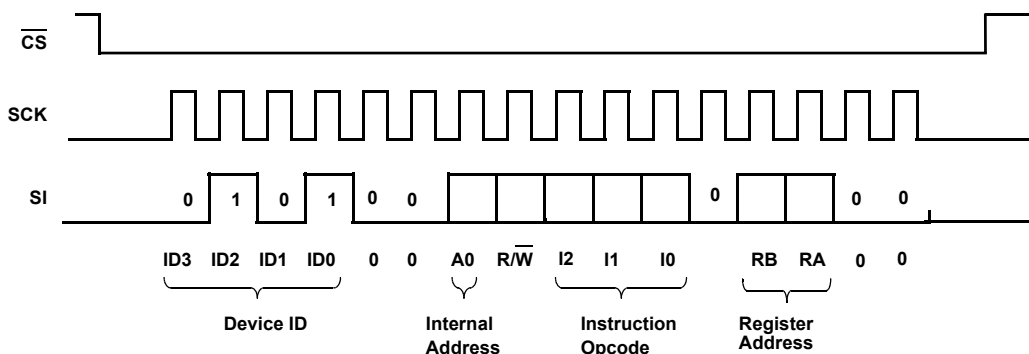 CS
SCK
SI
0 1 0 1 0 0 0 0 0
ID3 ID2 ID1 ID0 0 0 A0 R/W I2 I1 I0 RB RA 0 0
Device ID
Internal
Address
Instruction
Opcode
Register
Address